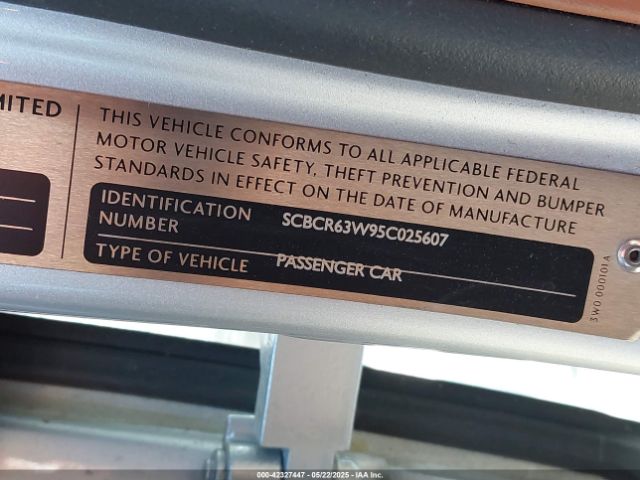 MITED
THIS VEHICLE CONFORMS TO ALL APPLICABLE FEDERAL
MOTOR VEHICLE SAFETY, THEFT PREVENTION AND BUMPER
STANDARDS IN EFFECT ON THE DATE OF MANUFACTURE
IDENTIFICATION NUMBER SCBCR63W95C025607
TYPE OF VEHICLE PASSENGER CAR
3W0 000101A
000-42327447 - 05/22/2025 - IAA Inc.